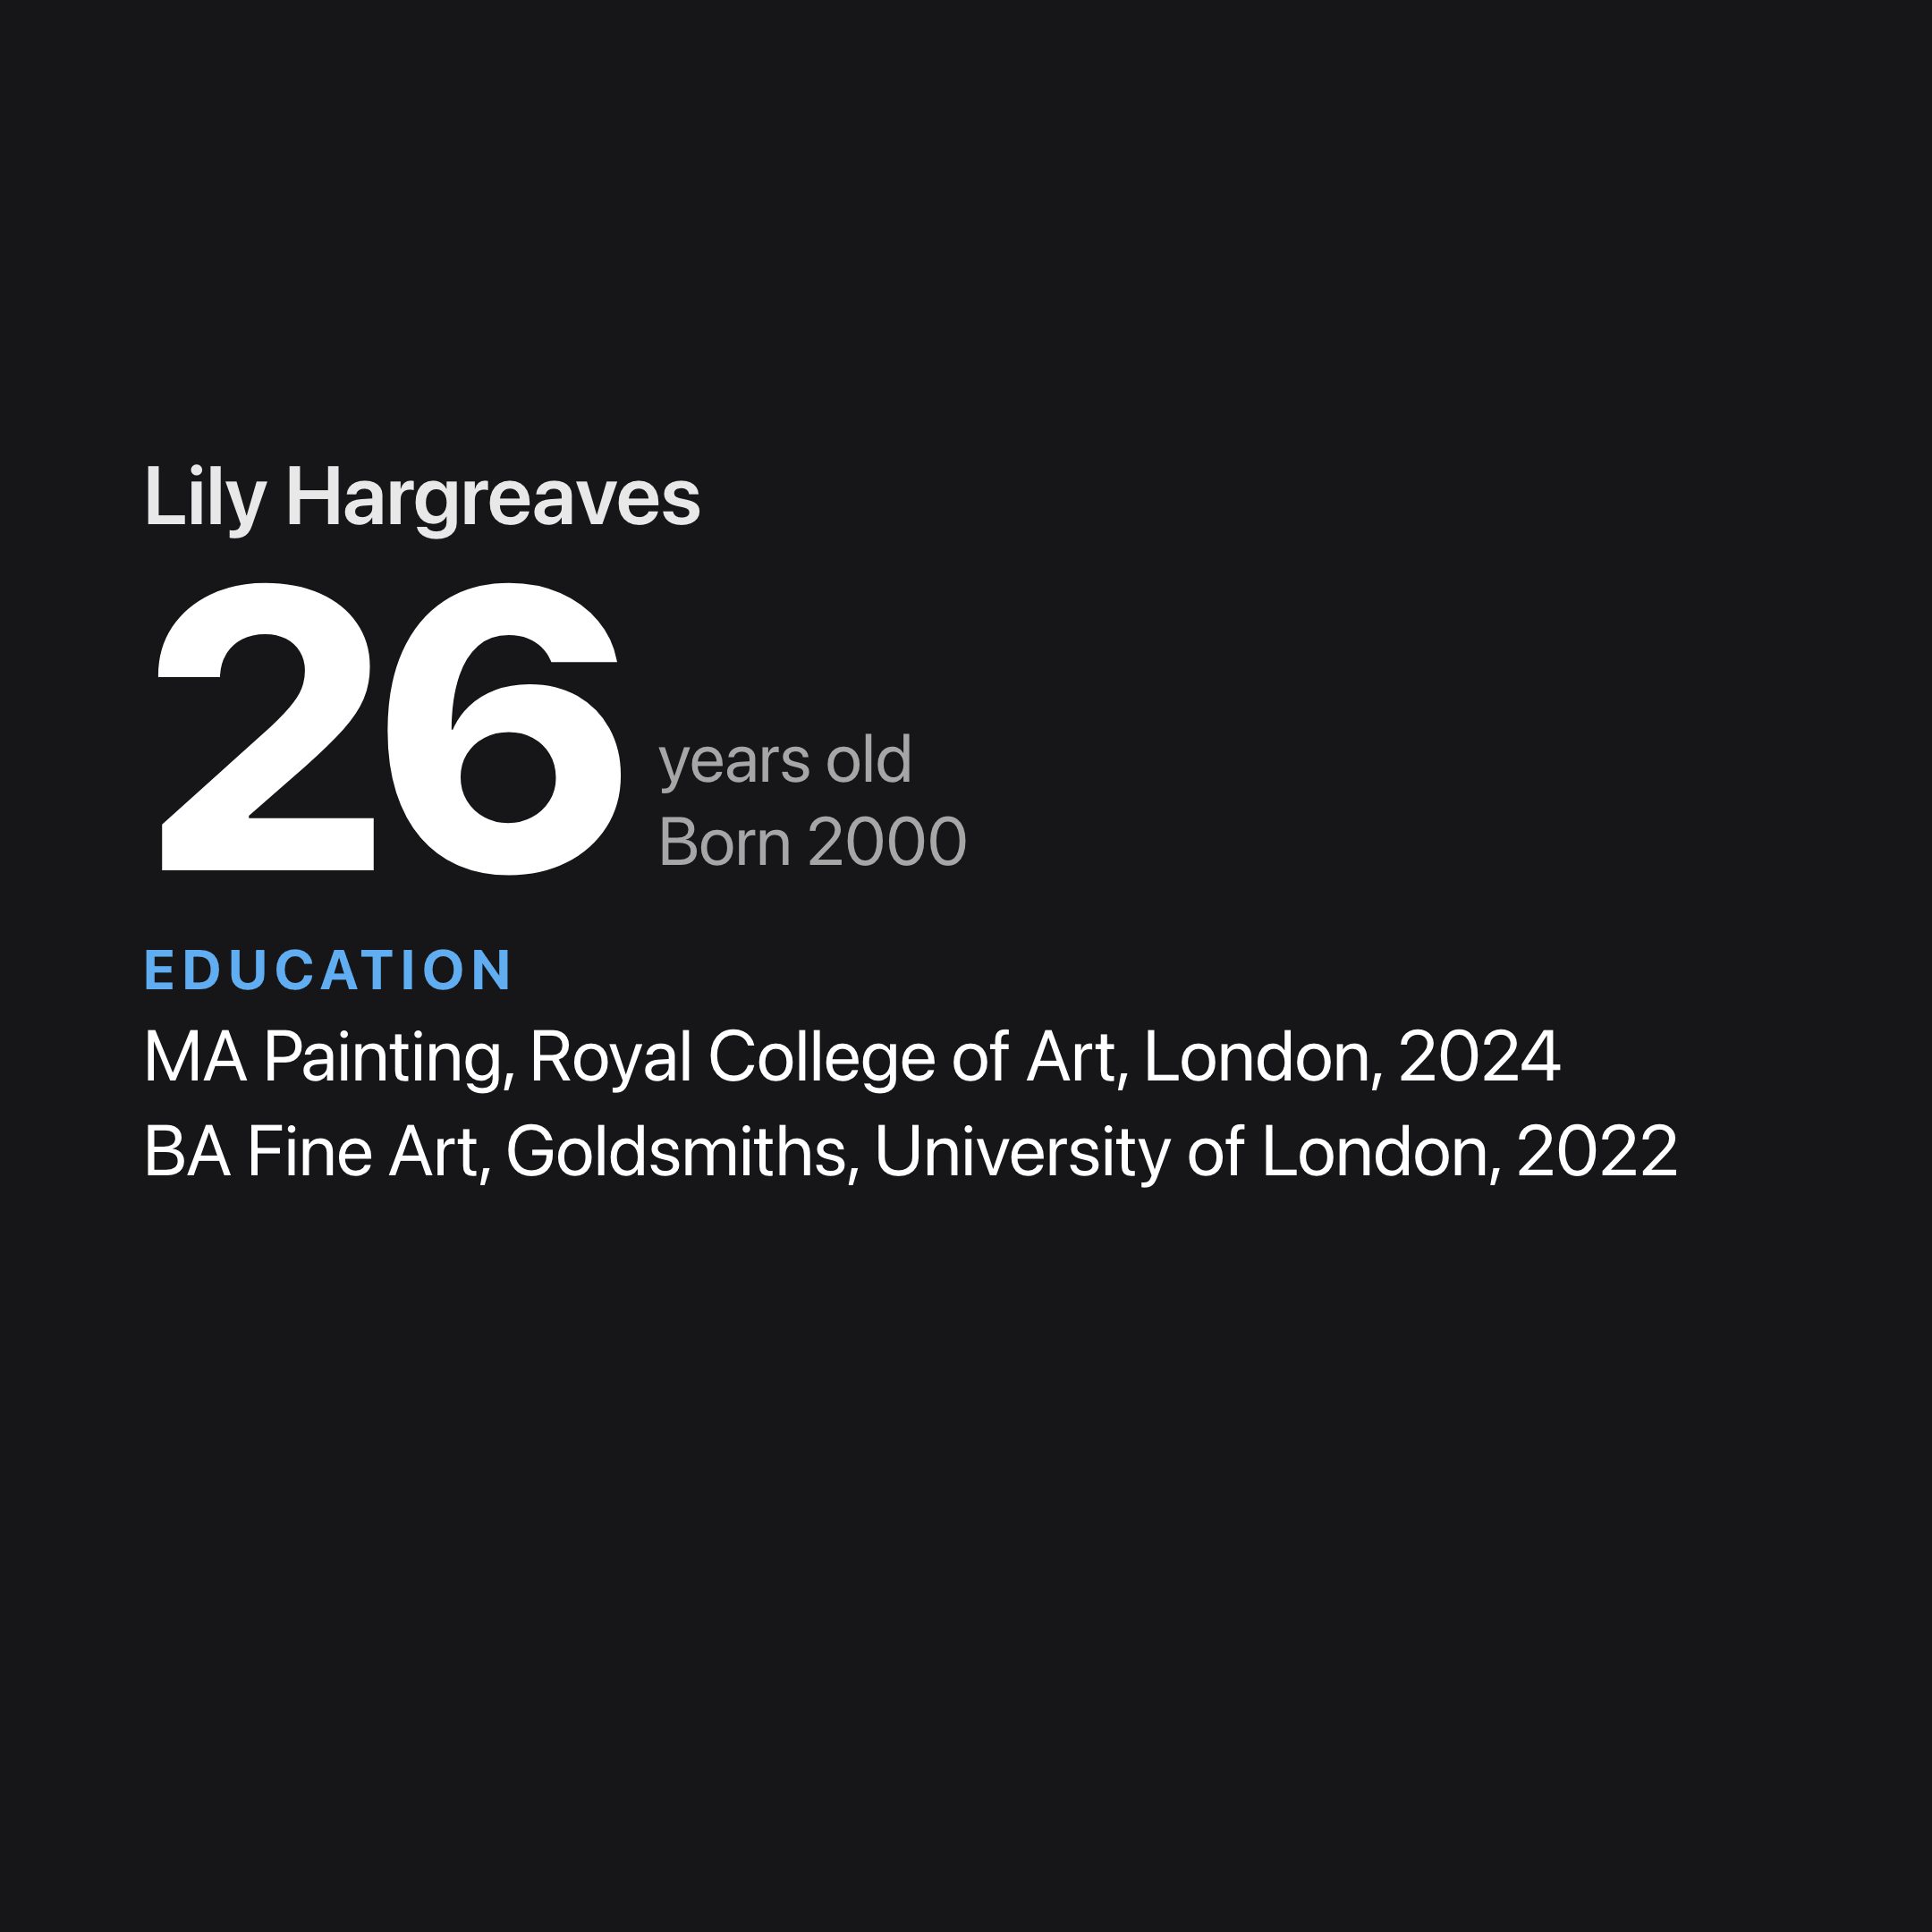 Lily Hargreaves
26
years old
Born 2000
EDUCATION
MA Painting, Royal College of Art, London, 2024
BA Fine Art, Goldsmiths, University of London, 2022